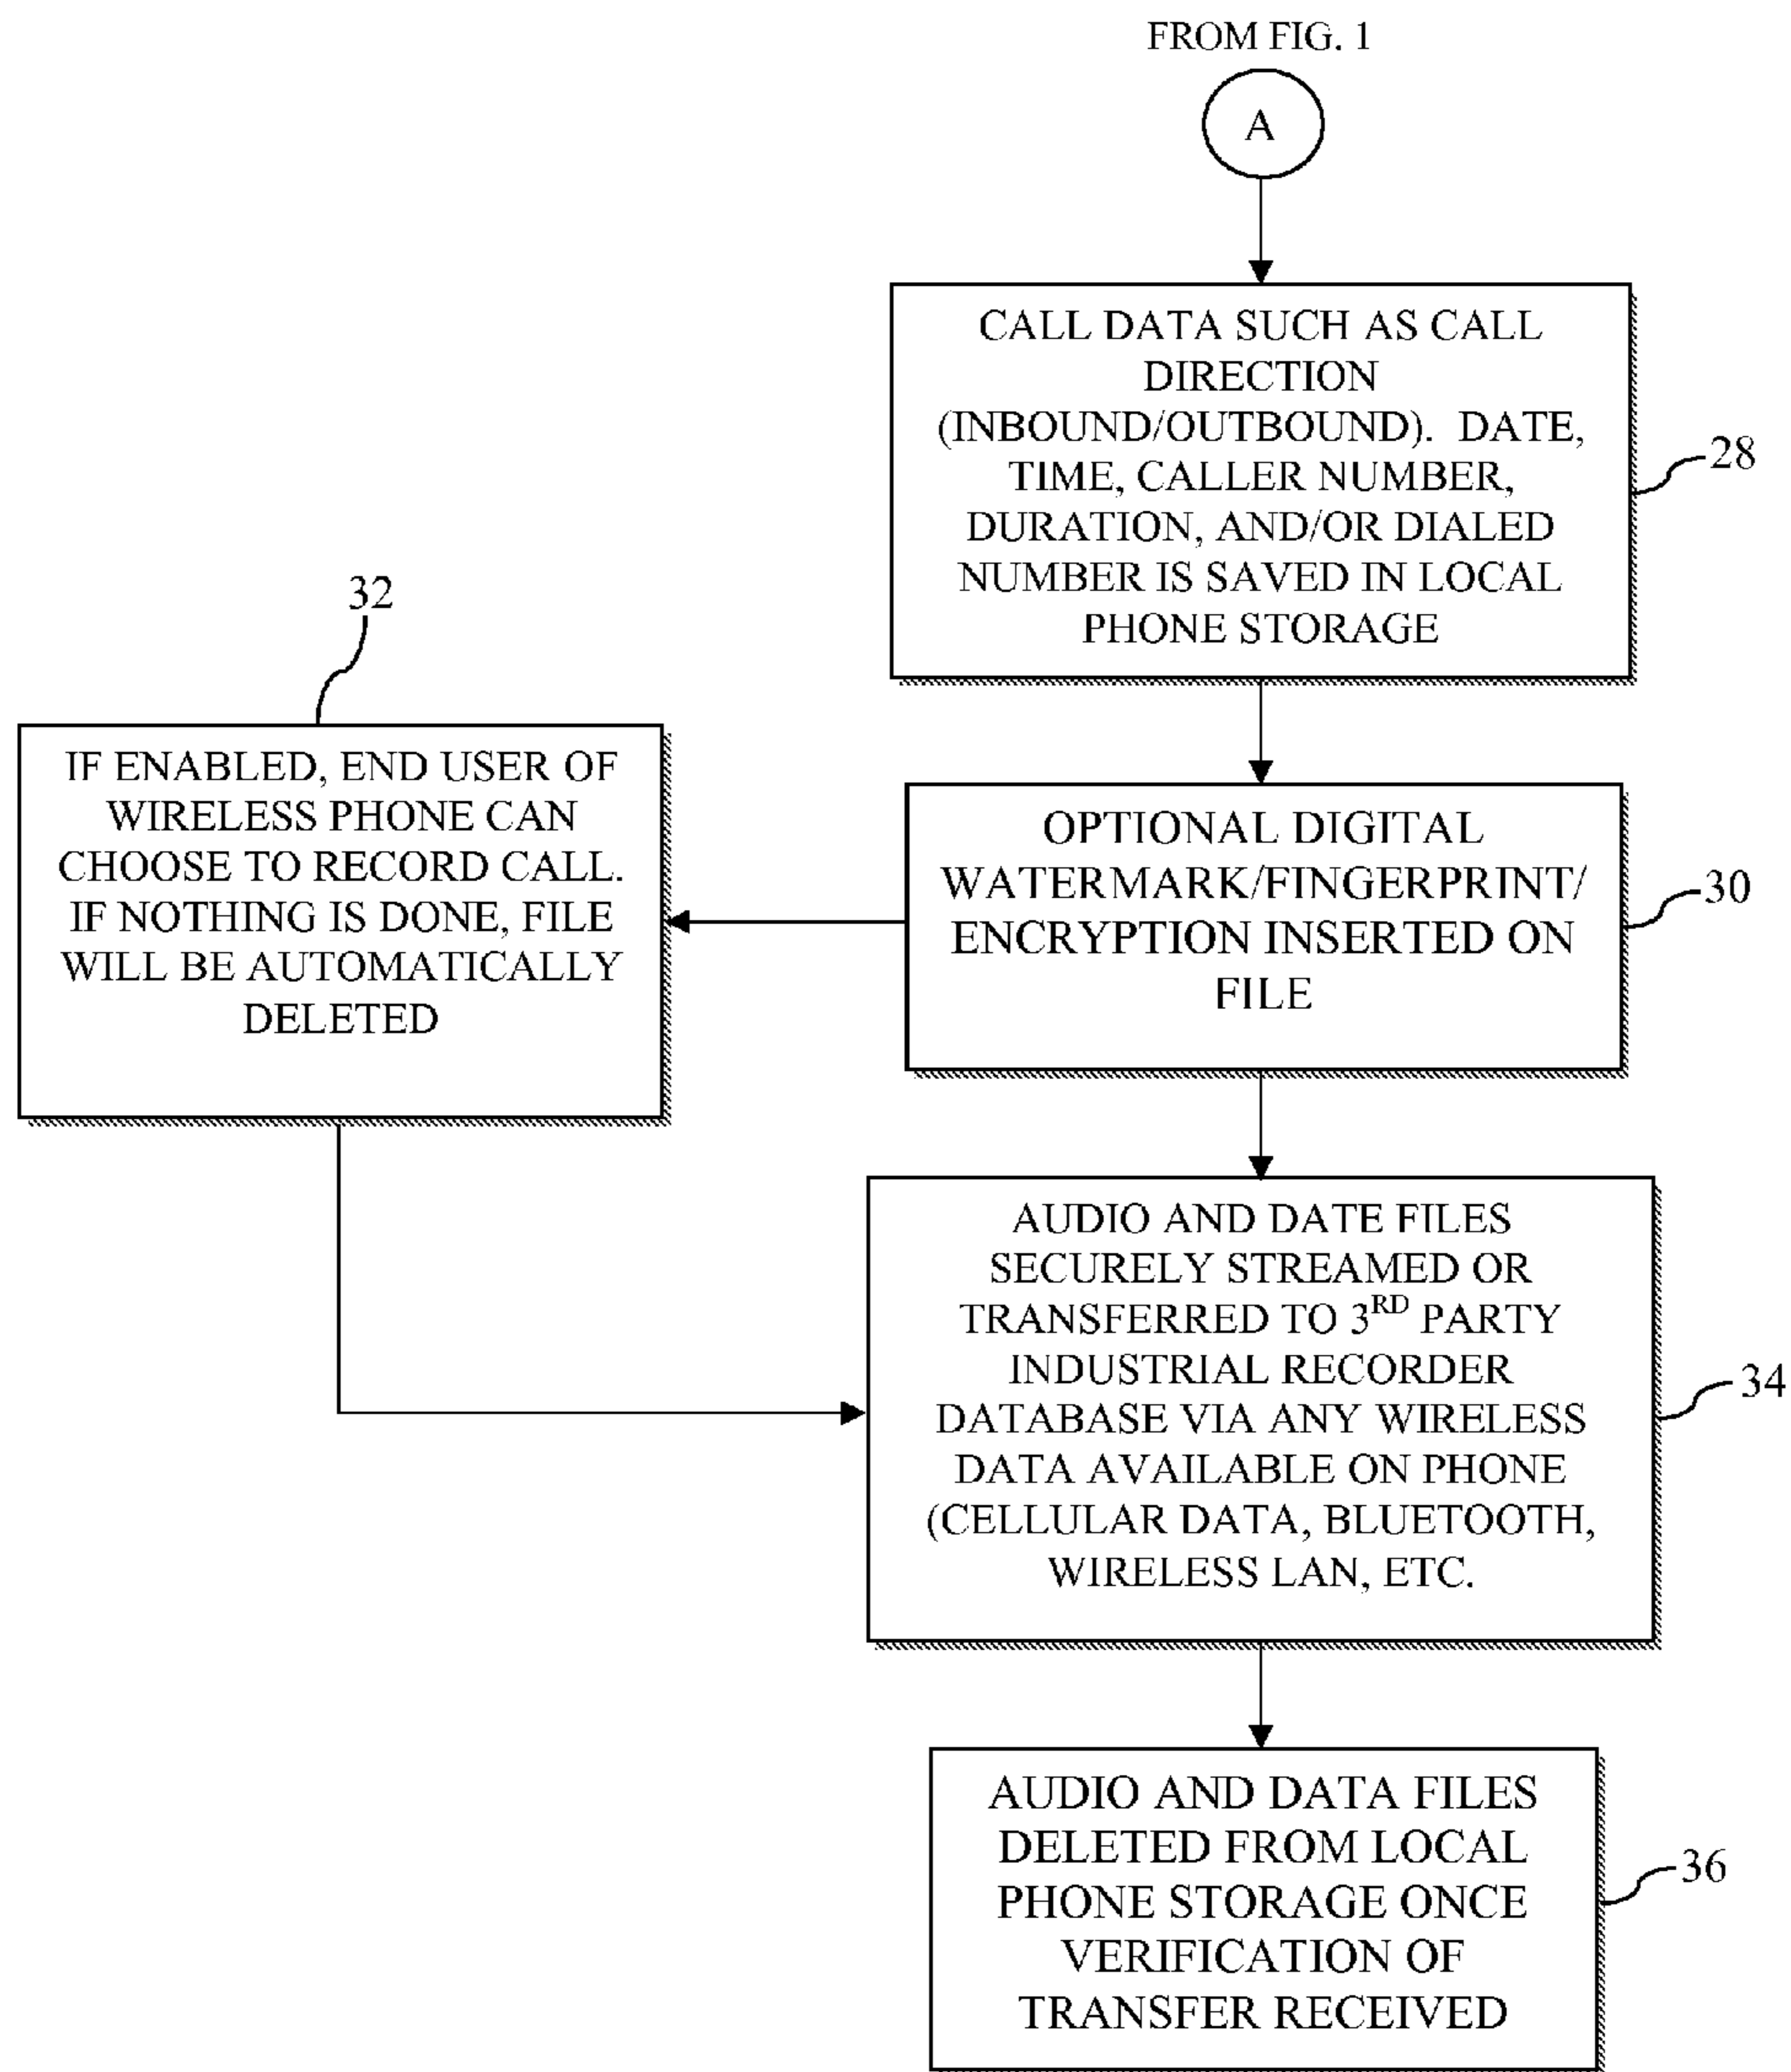 FROM FIG. 1
A
CALL DATA SUCH AS CALL
DIRECTION
(INBOUND/OUTBOUND).  DATE,
TIME, CALLER NUMBER,
DURATION, AND/OR DIALED
NUMBER IS SAVED IN LOCAL
PHONE STORAGE
28
32
IF ENABLED, END USER OF
WIRELESS PHONE CAN
CHOOSE TO RECORD CALL.
IF NOTHING IS DONE, FILE
WILL BE AUTOMATICALLY
DELETED
OPTIONAL DIGITAL
WATERMARK/FINGERPRINT/
ENCRYPTION INSERTED ON
FILE
30
AUDIO AND DATE FILES
SECURELY STREAMED OR
TRANSFERRED TO 3RD PARTY
INDUSTRIAL RECORDER
DATABASE VIA ANY WIRELESS
DATA AVAILABLE ON PHONE
(CELLULAR DATA, BLUETOOTH,
WIRELESS LAN, ETC.
34
AUDIO AND DATA FILES
DELETED FROM LOCAL
PHONE STORAGE ONCE
VERIFICATION OF
TRANSFER RECEIVED
36